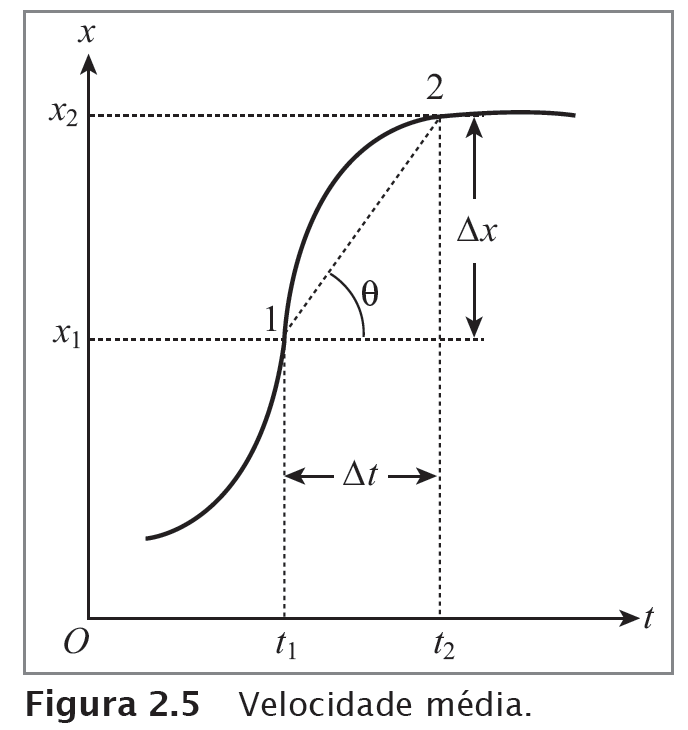 x
2
x₂
Δx
θ
1
x₁
Δt
t
O
t₁
t₂
Figura 2.5 Velocidade média.